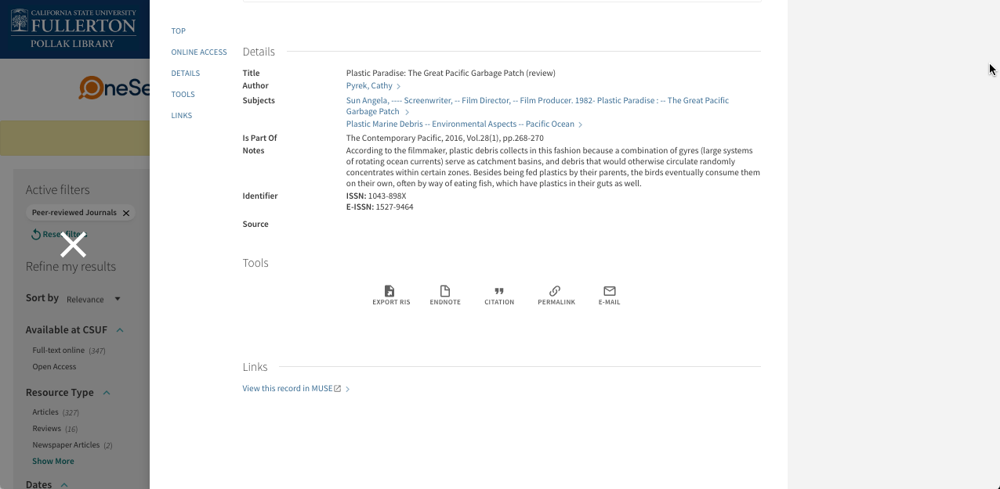 CALIFORNIA STATE UNIVERSITY
FULLERTON
POLLAK LIBRARY
OneSe
Active filters
Peer-reviewed Journals
Reset filters
Refine my results
Sort by Relevance
Available at CSUF
Full-text online (347)
Open Access
Resource Type
Articles (327)
Reviews (16)
Newspaper Articles (2)
Show More
Dates
TOP
ONLINE ACCESS
DETAILS
TOOLS
LINKS
Details
Title Plastic Paradise: The Great Pacific Garbage Patch (review)
Author Pyrek, Cathy
Subjects Sun Angela, ---- Screenwriter, -- Film Director, -- Film Producer. 1982- Plastic Paradise : -- The Great Pacific
Garbage Patch
Plastic Marine Debris -- Environmental Aspects -- Pacific Ocean
Is Part Of The Contemporary Pacific, 2016, Vol.28(1), pp.268-270
Notes According to the filmmaker, plastic debris collects in this fashion because a combination of gyres (large systems
of rotating ocean currents) serve as catchment basins, and debris that would otherwise circulate randomly
concentrates within certain zones. Besides being fed plastics by their parents, the birds eventually consume them
on their own, often by way of eating fish, which have plastics in their guts as well.
Identifier ISSN: 1043-898X
E-ISSN: 1527-9464
Source
Tools
EXPORT RIS ENDNOTE CITATION PERMALINK E-MAIL
Links
View this record in MUSE